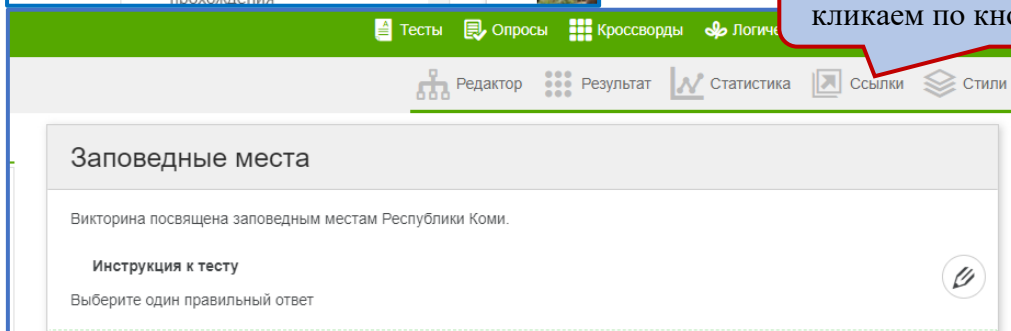 прохождения
кликаем по
Тесты Опросы Кроссворды
Редактор Результат Статистика Ссылки Стили
Заповедные места
Викторина посвящена заповедным местам Республики Коми.
Инструкция к тесту
Выберите один правильный ответ